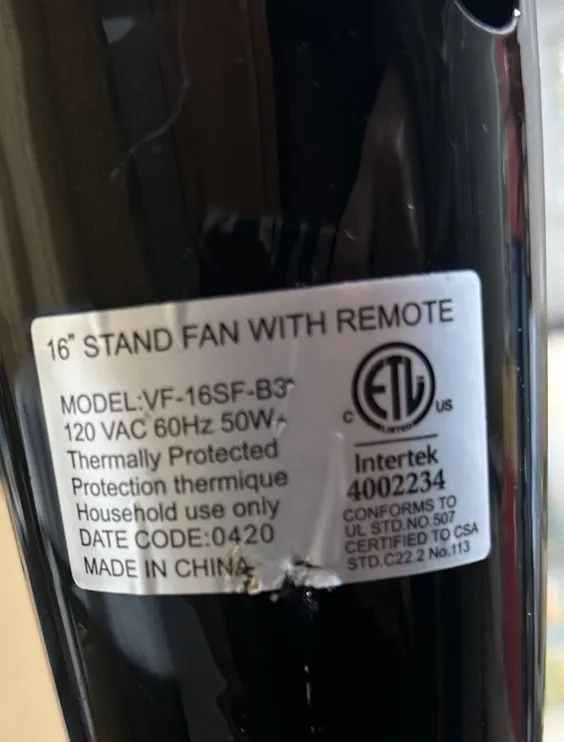 16" STAND FAN WITH REMOTE
MODEL:VF-16SF-B3
120 VAC 60Hz 50W
Thermally Protected
Protection thermique
Household use only
DATE CODE:0420
MADE IN CHINA
ETL
C US
LISTED
Intertek
4002234
CONFORMS TO
UL STD.NO.507
CERTIFIED TO CSA
STD.C22.2 No.113